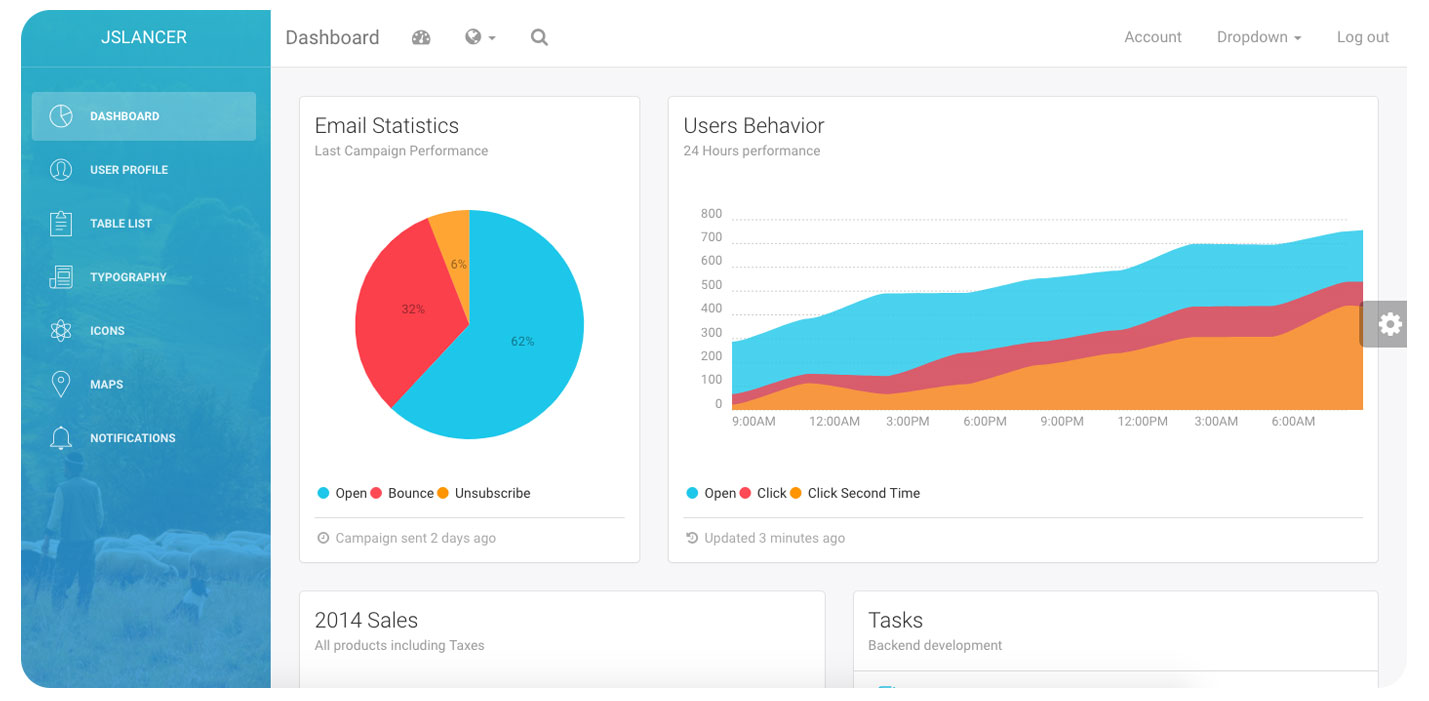 JSLANCER
DASHBOARD
USER PROFILE
TABLE LIST
TYPOGRAPHY
ICONS
MAPS
NOTIFICATIONS
Dashboard
Account Dropdown Log out
Email Statistics
Last Campaign Performance
6%
32%
62%
Open Bounce Unsubscribe
Campaign sent 2 days ago
Users Behavior
24 Hours performance
800
700
600
500
400
300
200
100
0
9:00AM 12:00AM 3:00PM 6:00PM 9:00PM 12:00PM 3:00AM 6:00AM
Open Click Click Second Time
Updated 3 minutes ago
2014 Sales
All products including Taxes
Tasks
Backend development